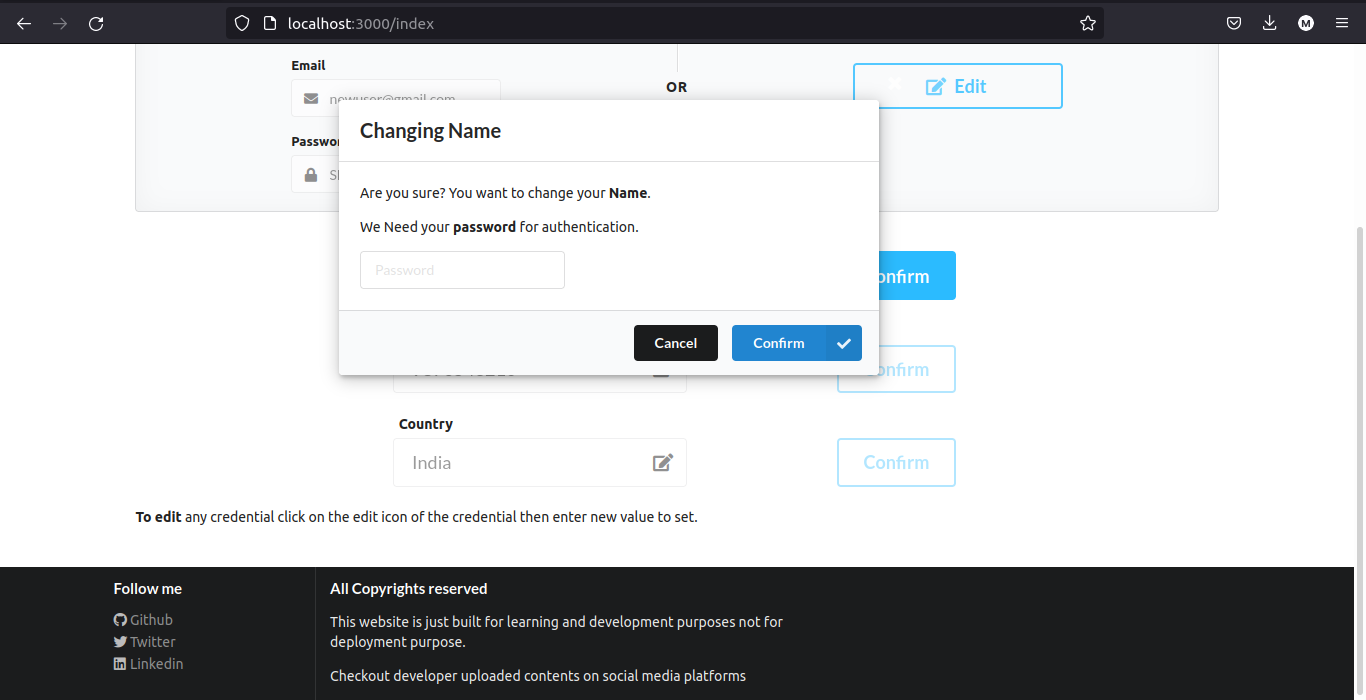 localhost:3000/index
M
Email
newuser@gmail.com
OR
Edit
Changing Name
Are you sure? You want to change your Name.
We Need your password for authentication.
Password
Cancel
Confirm
Country
India
Confirm
To edit any credential click on the edit icon of the credential then enter new value to set.
Follow me
Github
Twitter
Linkedin
All Copyrights reserved
This website is just built for learning and development purposes not for
deployment purpose.
Checkout developer uploaded contents on social media platforms